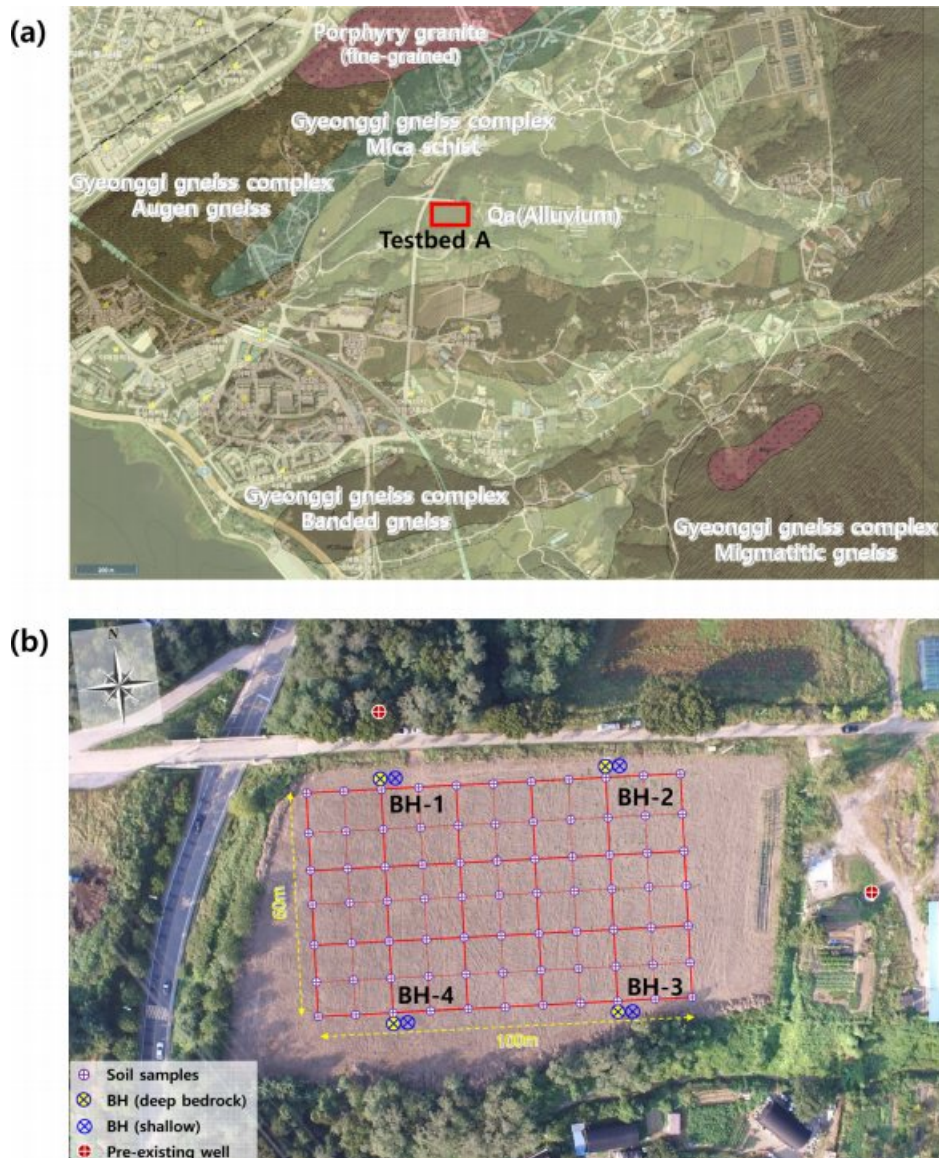 (a)
Porphyry granite
(fine-grained)
Gyeonggi gneiss complex
Mica schist
Gyeonggi gneiss complex
Augen gneiss
Qa(Alluvium)
Testbed A
Gyeonggi gneiss complex
Banded gneiss
Gyeonggi gneiss complex
Migmatitic gneiss
200 m
(b)
N
BH-1
BH-2
60m
BH-4
BH-3
100m
Soil samples
BH (deep bedrock)
BH (shallow)
Pre-existing well